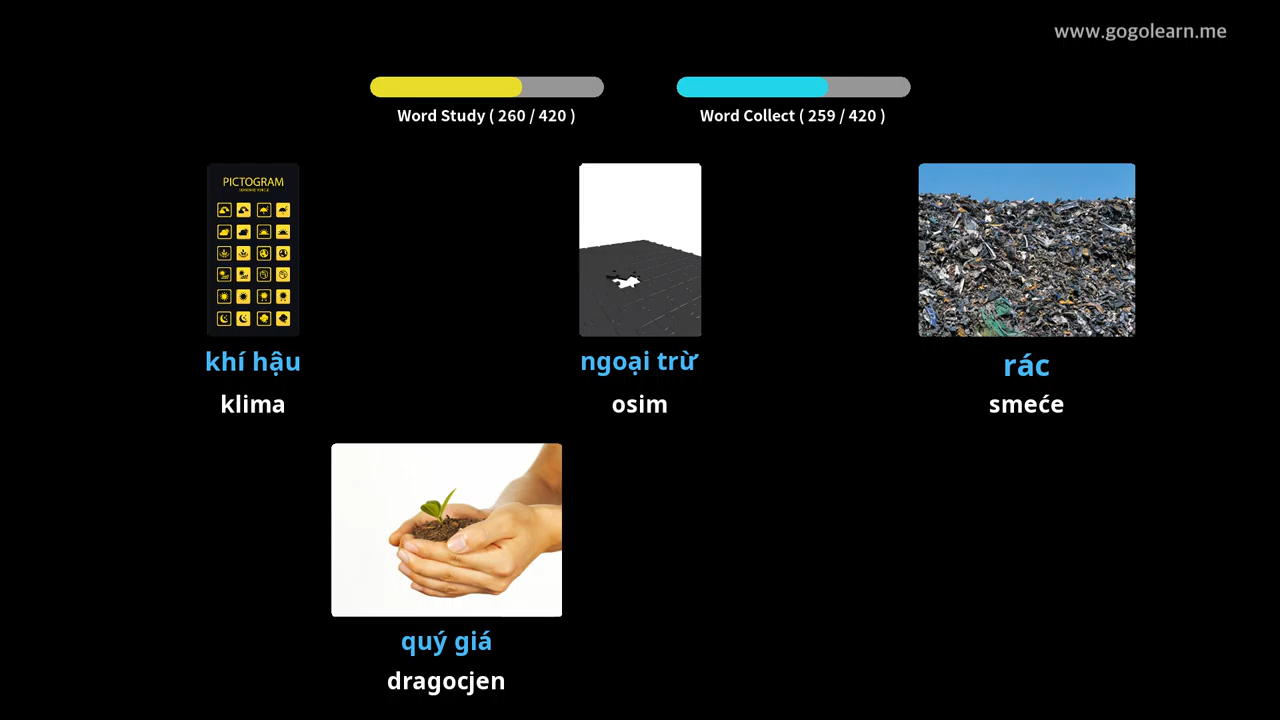 www.gogolearn.me
Word Study ( 260 / 420 )
Word Collect ( 259 / 420 )
PICTOGRAM
khí hậu
ngoại trừ
rác
klima
osim
smeće
quý giá
dragocjen